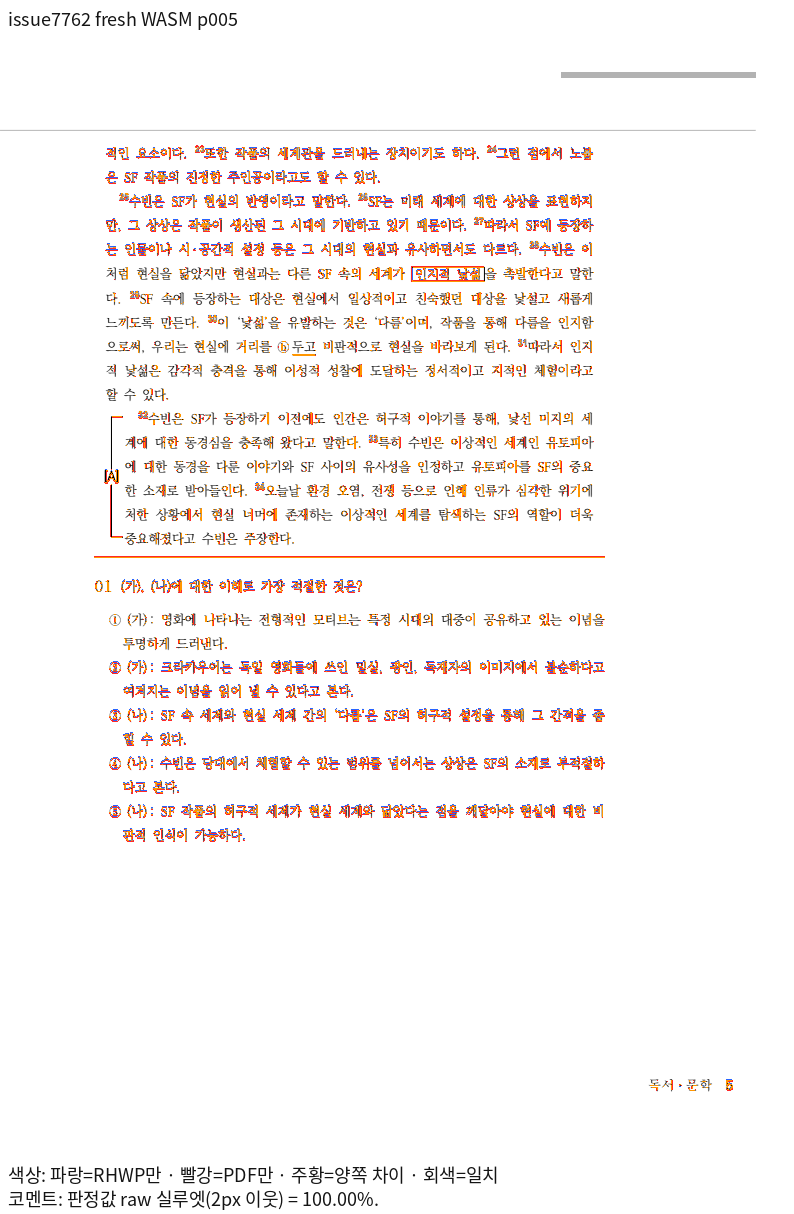 issue7762 fresh WASM p005
적인 요소이다. 23또한 작품의 세계관을 드러내는 장치이기도 하다. 24그런 점에서 노붐
은 SF 작품의 진정한 주인공이라고도 할 수 있다.
25수빈은 SF가 현실의 반영이라고 말한다. 26SF는 미래 세계에 대한 상상을 표현하지
만, 그 상상은 작품이 생산된 그 시대에 기반하고 있기 때문이다. 27따라서 SF에 등장하
는 인물이나 시·공간적 설정 등은 그 시대의 현실과 유사하면서도 다르다. 28수빈은 이
처럼 현실을 닮았지만 현실과는 다른 SF 속의 세계가 인지적 낯섦을 촉발한다고 말한
다. 29SF 속에 등장하는 대상은 현실에서 일상적이고 친숙했던 대상을 낯설고 새롭게
느끼도록 만든다. 30이 ‘낯섦’을 유발하는 것은 ‘다름’이며, 작품을 통해 다름을 인지함
으로써, 우리는 현실에 거리를 ⓑ두고 비판적으로 현실을 바라보게 된다. 31따라서 인지
적 낯섦은 감각적 충격을 통해 이성적 성찰에 도달하는 정서적이고 지적인 체험이라고
할 수 있다.
32수빈은 SF가 등장하기 이전에도 인간은 허구적 이야기를 통해, 낯선 미지의 세
계에 대한 동경심을 충족해 왔다고 말한다. 33특히 수빈은 이상적인 세계인 유토피아
에 대한 동경을 다룬 이야기와 SF 사이의 유사성을 인정하고 유토피아를 SF의 중요
[A]
한 소재로 받아들인다. 34오늘날 환경 오염, 전쟁 등으로 인해 인류가 심각한 위기에
처한 상황에서 현실 너머에 존재하는 이상적인 세계를 탐색하는 SF의 역할이 더욱
중요해졌다고 수빈은 주장한다.
01 (가), (나)에 대한 이해로 가장 적절한 것은?
① (가): 영화에 나타나는 전형적인 모티브는 특정 시대의 대중이 공유하고 있는 이념을
투명하게 드러낸다.
② (가): 크라카우어는 독일 영화들에 쓰인 밀실, 광인, 독재자의 이미지에서 불순하다고
여겨지는 이념을 읽어 낼 수 있다고 본다.
③ (나): SF 속 세계와 현실 세계 간의 ‘다름’은 SF의 허구적 설정을 통해 그 간격을 좁
힐 수 있다.
④ (나): 수빈은 당대에서 체험할 수 있는 범위를 넘어서는 상상은 SF의 소재로 부적절하
다고 본다.
⑤ (나): SF 작품의 허구적 세계가 현실 세계와 닮았다는 점을 깨달아야 현실에 대한 비
판적 인식이 가능하다.
독서·문학 5
색상: 파랑=RHWP만 · 빨강=PDF만 · 주황=양쪽 차이 · 회색=일치
코멘트: 판정값 raw 실루엣(2px 이웃) = 100.00%.